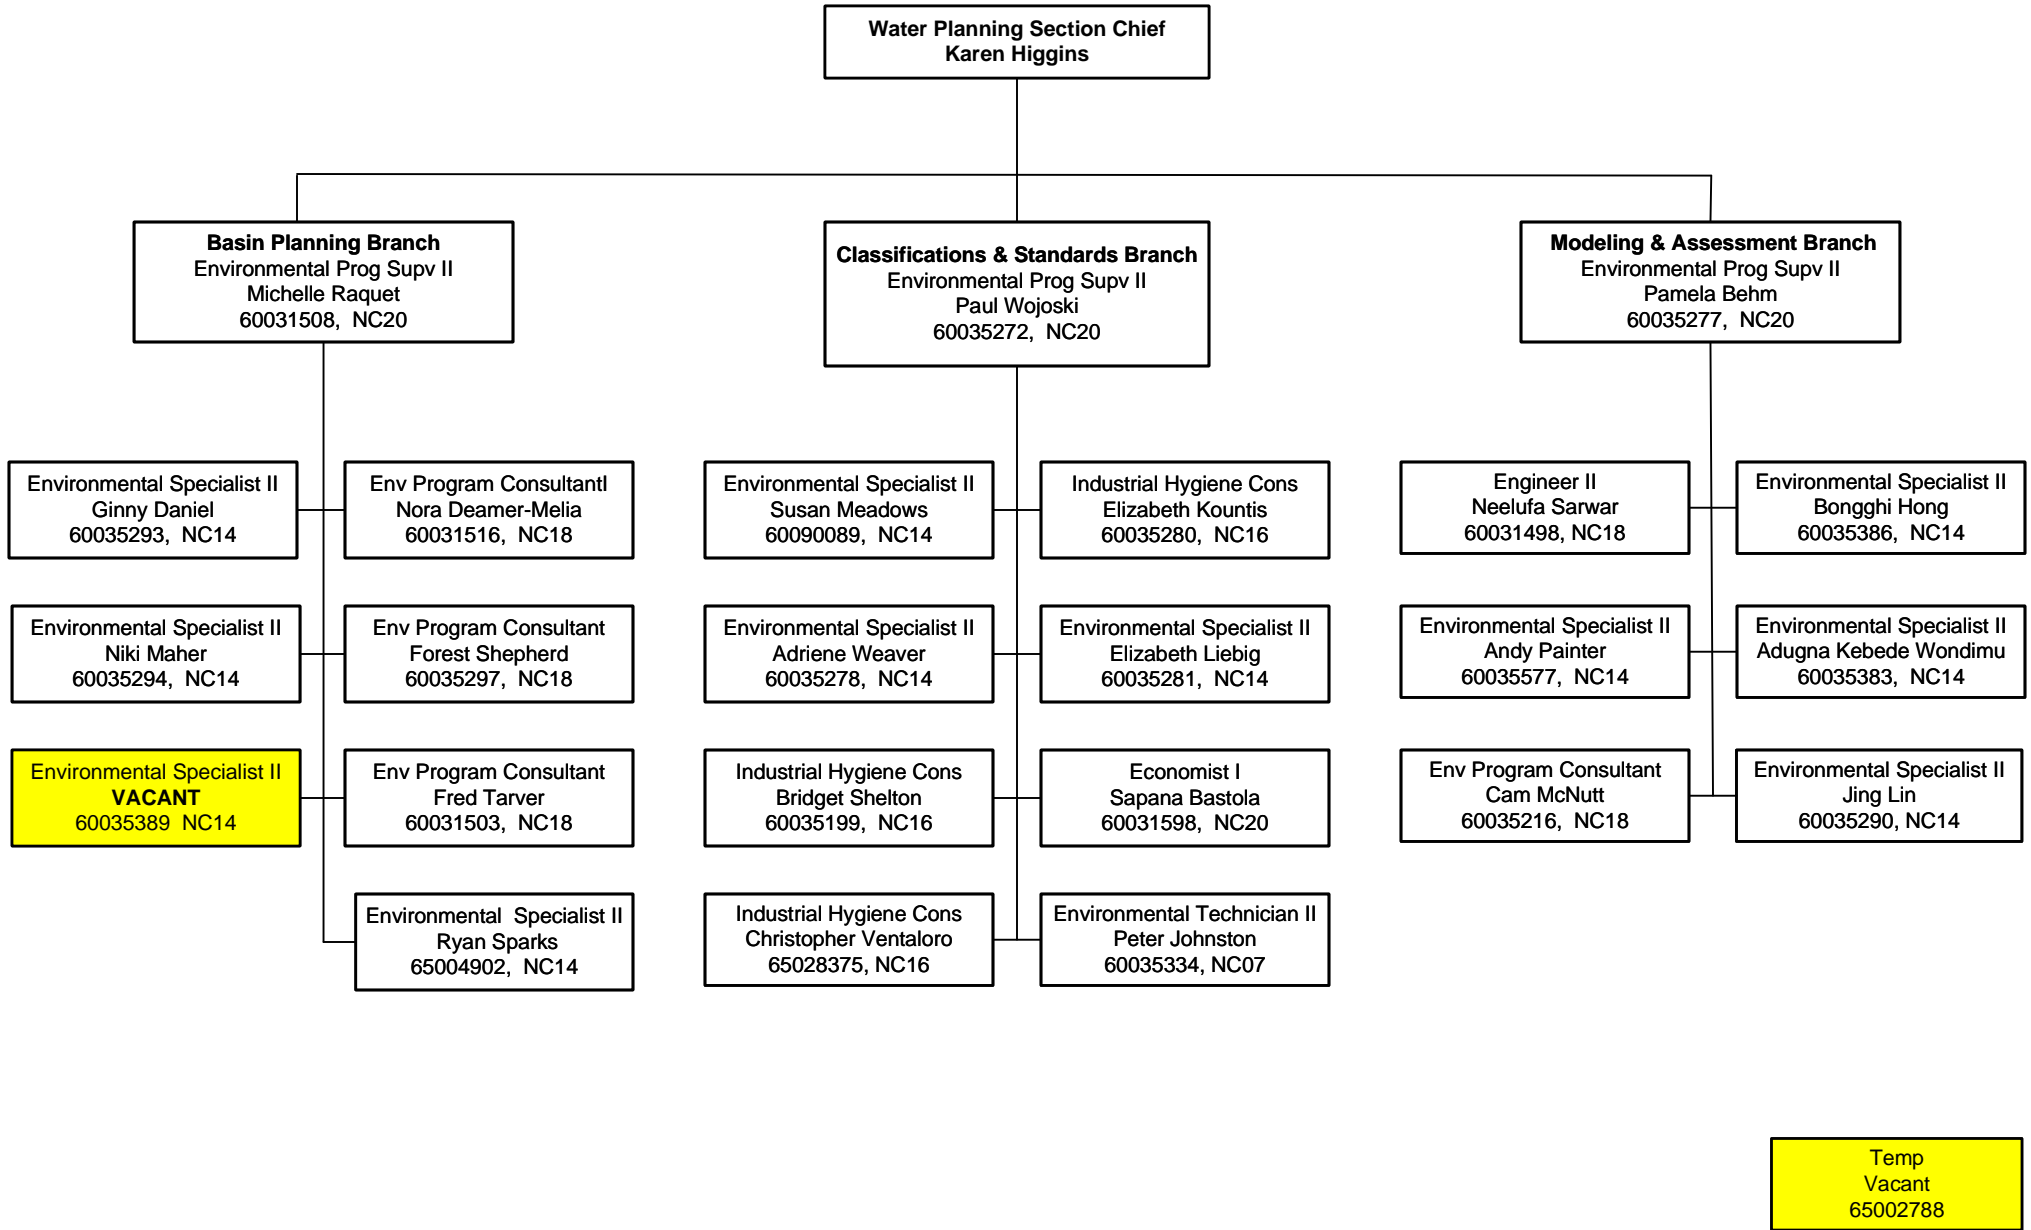 Water Planning Section Chief
Karen Higgins
Basin Planning Branch
Environmental Prog Supv II
Michelle Raquet
60031508,  NC20
Classifications & Standards Branch
Environmental Prog Supv II
Paul Wojoski
60035272,  NC20
Modeling & Assessment Branch
Environmental Prog Supv II
Pamela Behm
60035277,  NC20
Environmental Specialist II
Ginny Daniel
60035293,  NC14
Env Program ConsultantI
Nora Deamer-Melia
60031516,  NC18
Environmental Specialist II
Niki Maher
60035294,  NC14
Env Program Consultant
Forest Shepherd
60035297,  NC18
Environmental Specialist II
VACANT
60035389  NC14
Env Program Consultant
Fred Tarver
60031503,  NC18
Environmental  Specialist II
Ryan Sparks
65004902,  NC14
Environmental Specialist II
Susan Meadows
60090089,  NC14
Industrial Hygiene Cons
Elizabeth Kountis
60035280,  NC16
Environmental Specialist II
Adriene Weaver
60035278,  NC14
Environmental Specialist II
Elizabeth Liebig
60035281,  NC14
Industrial Hygiene Cons
Bridget Shelton
60035199,  NC16
Economist I
Sapana Bastola
60031598,  NC20
Industrial Hygiene Cons
Christopher Ventaloro
65028375, NC16
Environmental Technician II
Peter Johnston
60035334, NC07
Engineer II
Neelufa Sarwar
60031498, NC18
Environmental Specialist II
Bongghi Hong
60035386,  NC14
Environmental Specialist II
Andy Painter
60035577,  NC14
Environmental Specialist II
Adugna Kebede Wondimu
60035383,  NC14
Env Program Consultant
Cam McNutt
60035216,  NC18
Environmental Specialist II
Jing Lin
60035290, NC14
Temp
Vacant
65002788